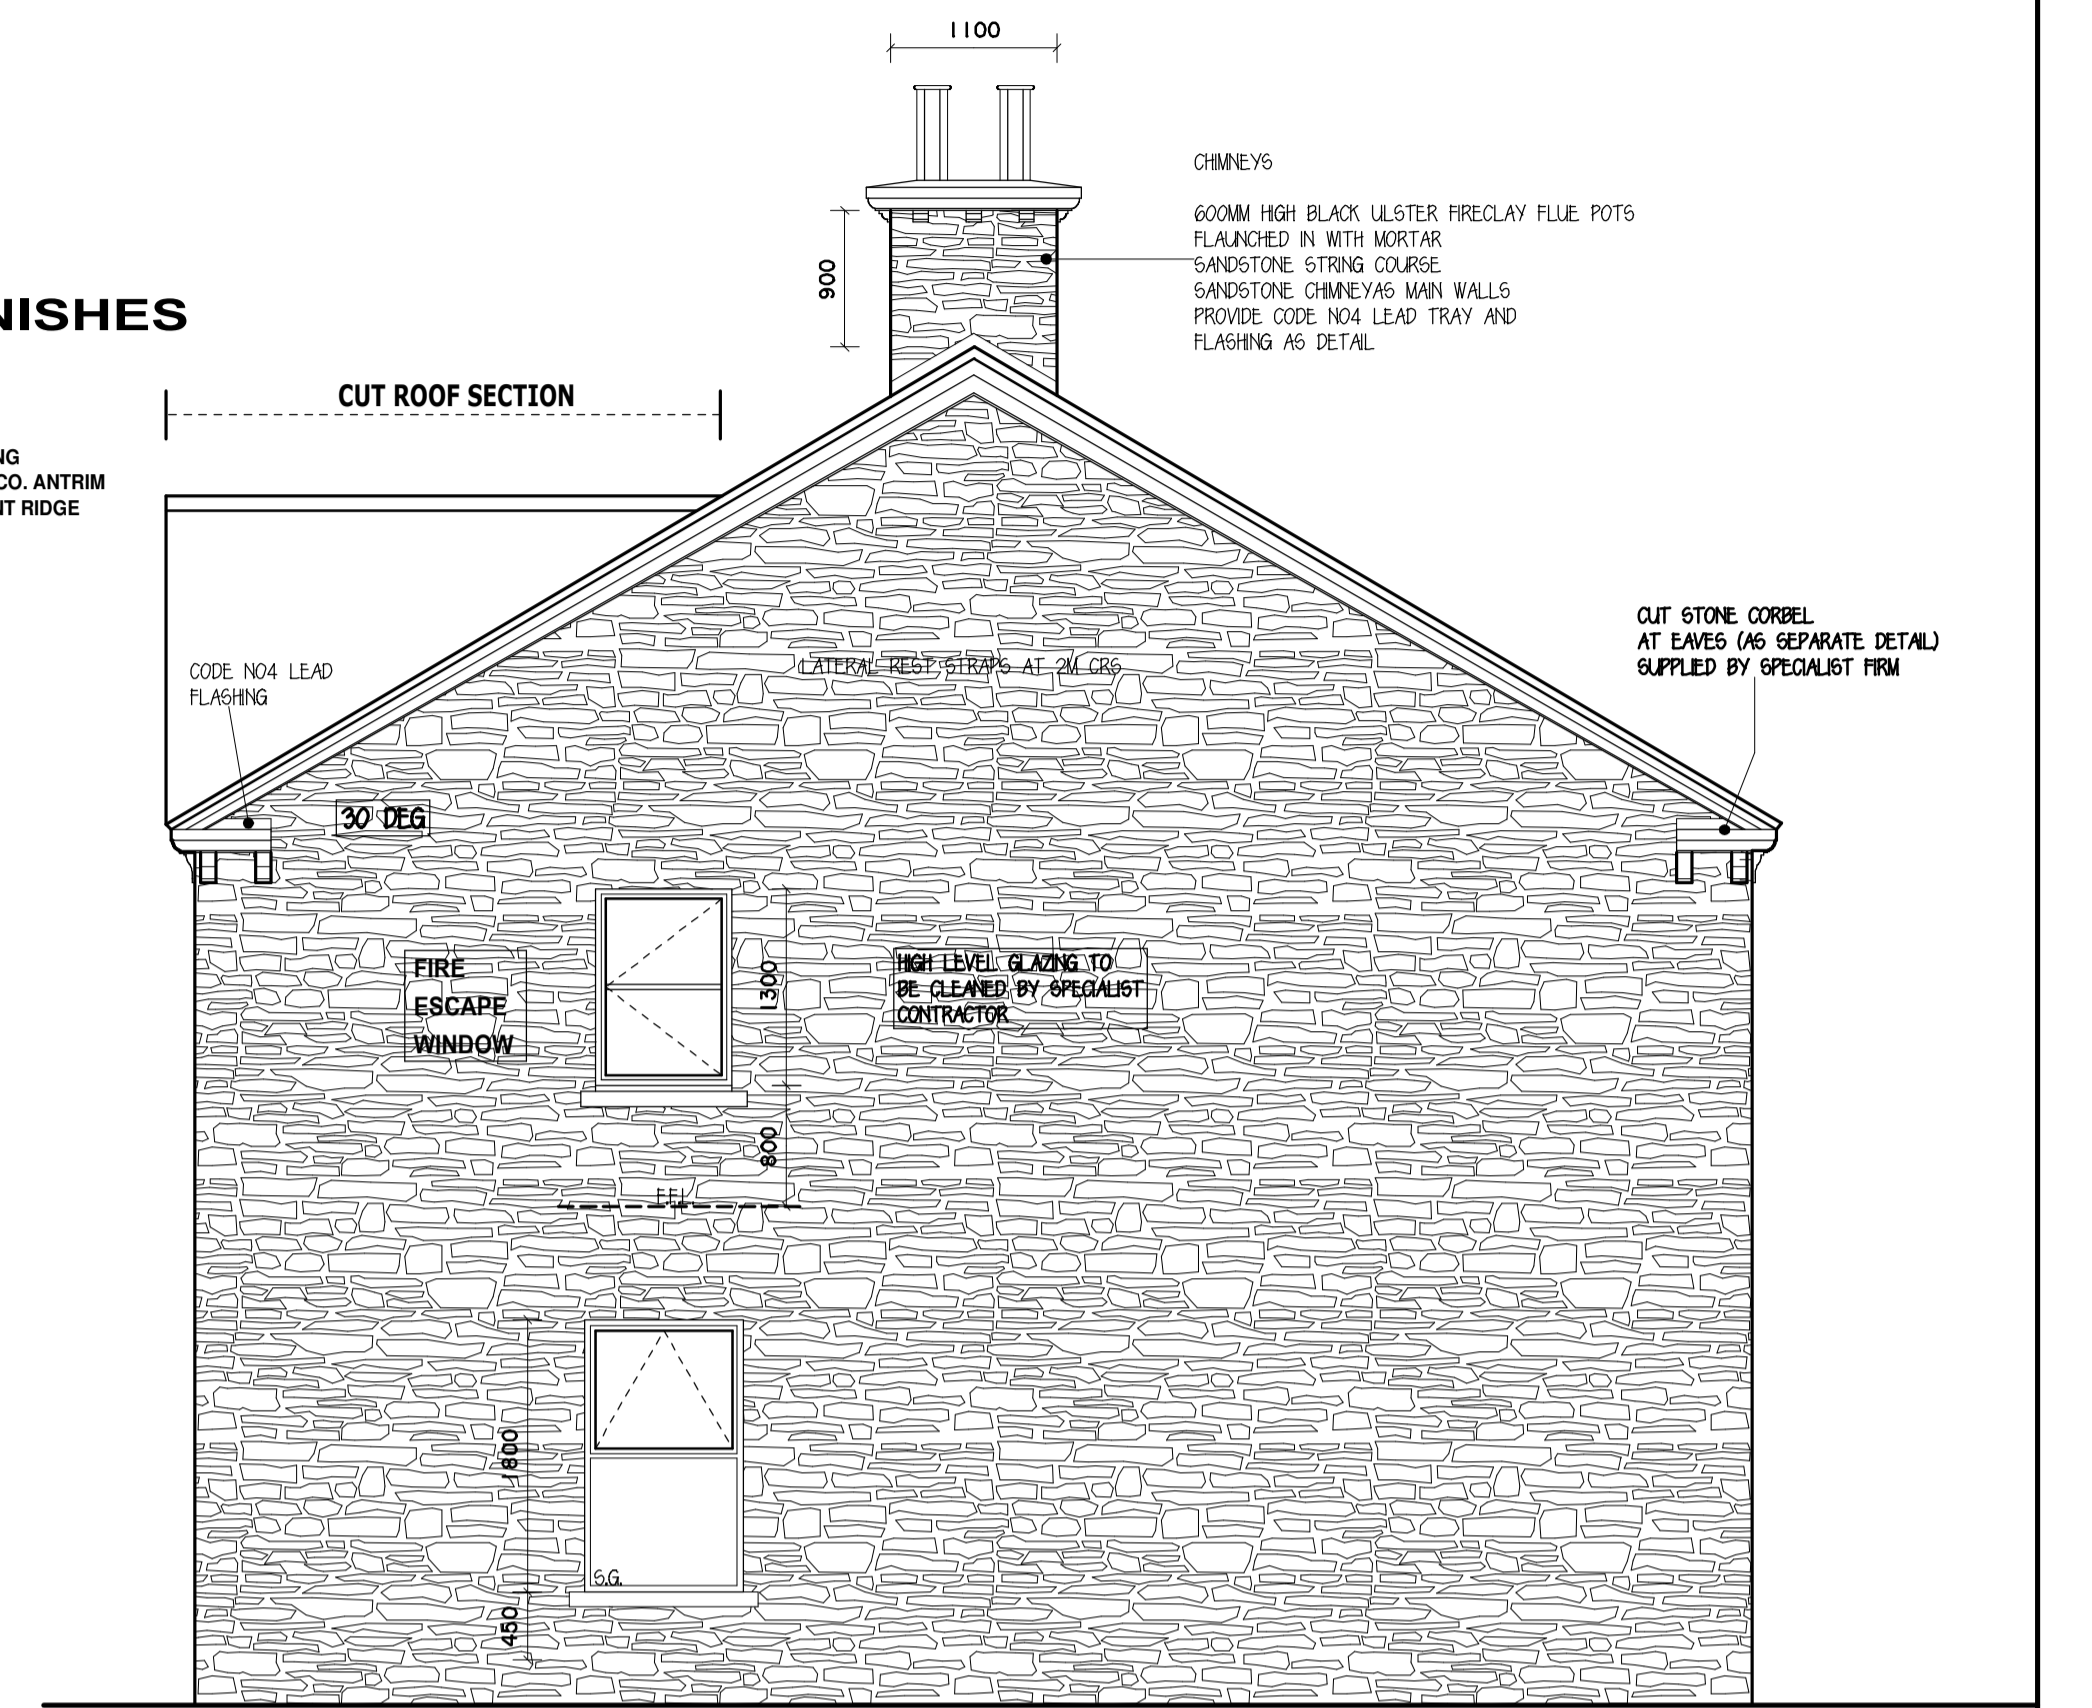 1100
CHIMNEYS
600MM HIGH BLACK ULSTER FIRECLAY FLUE POTS
FLAUNCHED IN WITH MORTAR
SANDSTONE STRING COURSE
SANDSTONE CHIMNEYAS MAIN WALLS
PROVIDE CODE NO4 LEAD TRAY AND
FLASHING AS DETAIL
900
NISHES
CUT ROOF SECTION
NG
CO. ANTRIM
NT RIDGE
CUT STONE CORBEL
AT EAVES (AS SEPARATE DETAIL)
SUPPLIED BY SPECIALIST FIRM
LATERAL REST STRAPS AT 2M CRS
CODE NO4 LEAD
FLASHING
30 DEG
FIRE
ESCAPE
WINDOW
1300
HIGH LEVEL GLAZING TO
BE CLEANED BY SPECIALIST
CONTRACTOR
800
F.F.L.
1800
S.G.
450